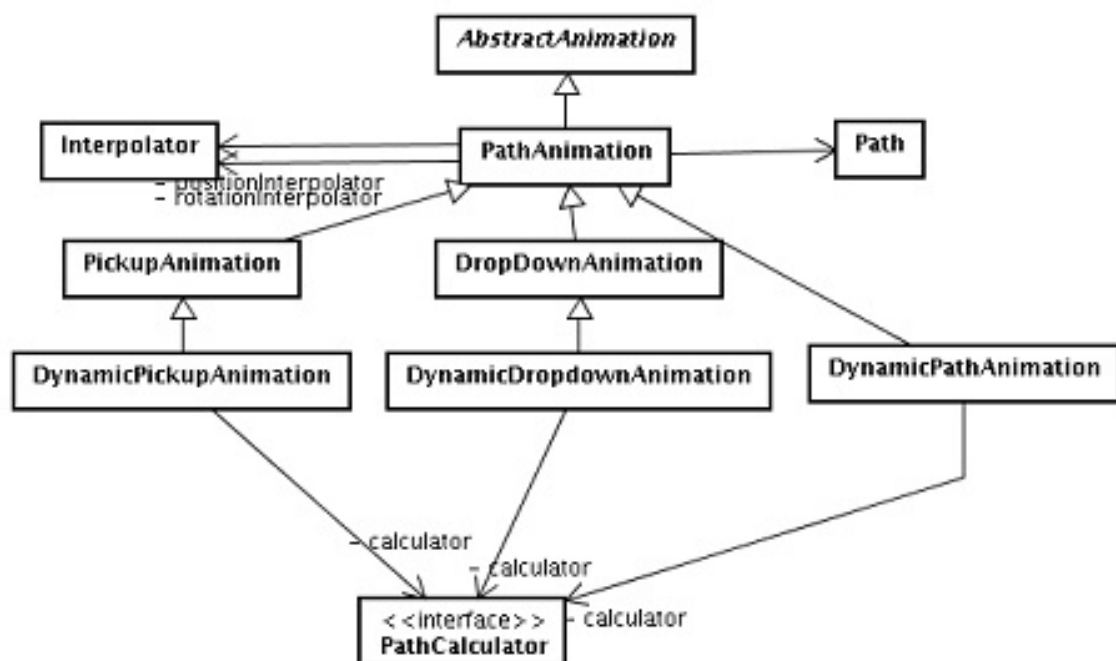 AbstractAnimation
Interpolator
PathAnimation
Path
- positionInterpolator
- rotationInterpolator
PickupAnimation
DropDownAnimation
DynamicPickupAnimation
DynamicDropdownAnimation
DynamicPathAnimation
- calculator
- calculator
- calculator
<<interface>>
PathCalculator